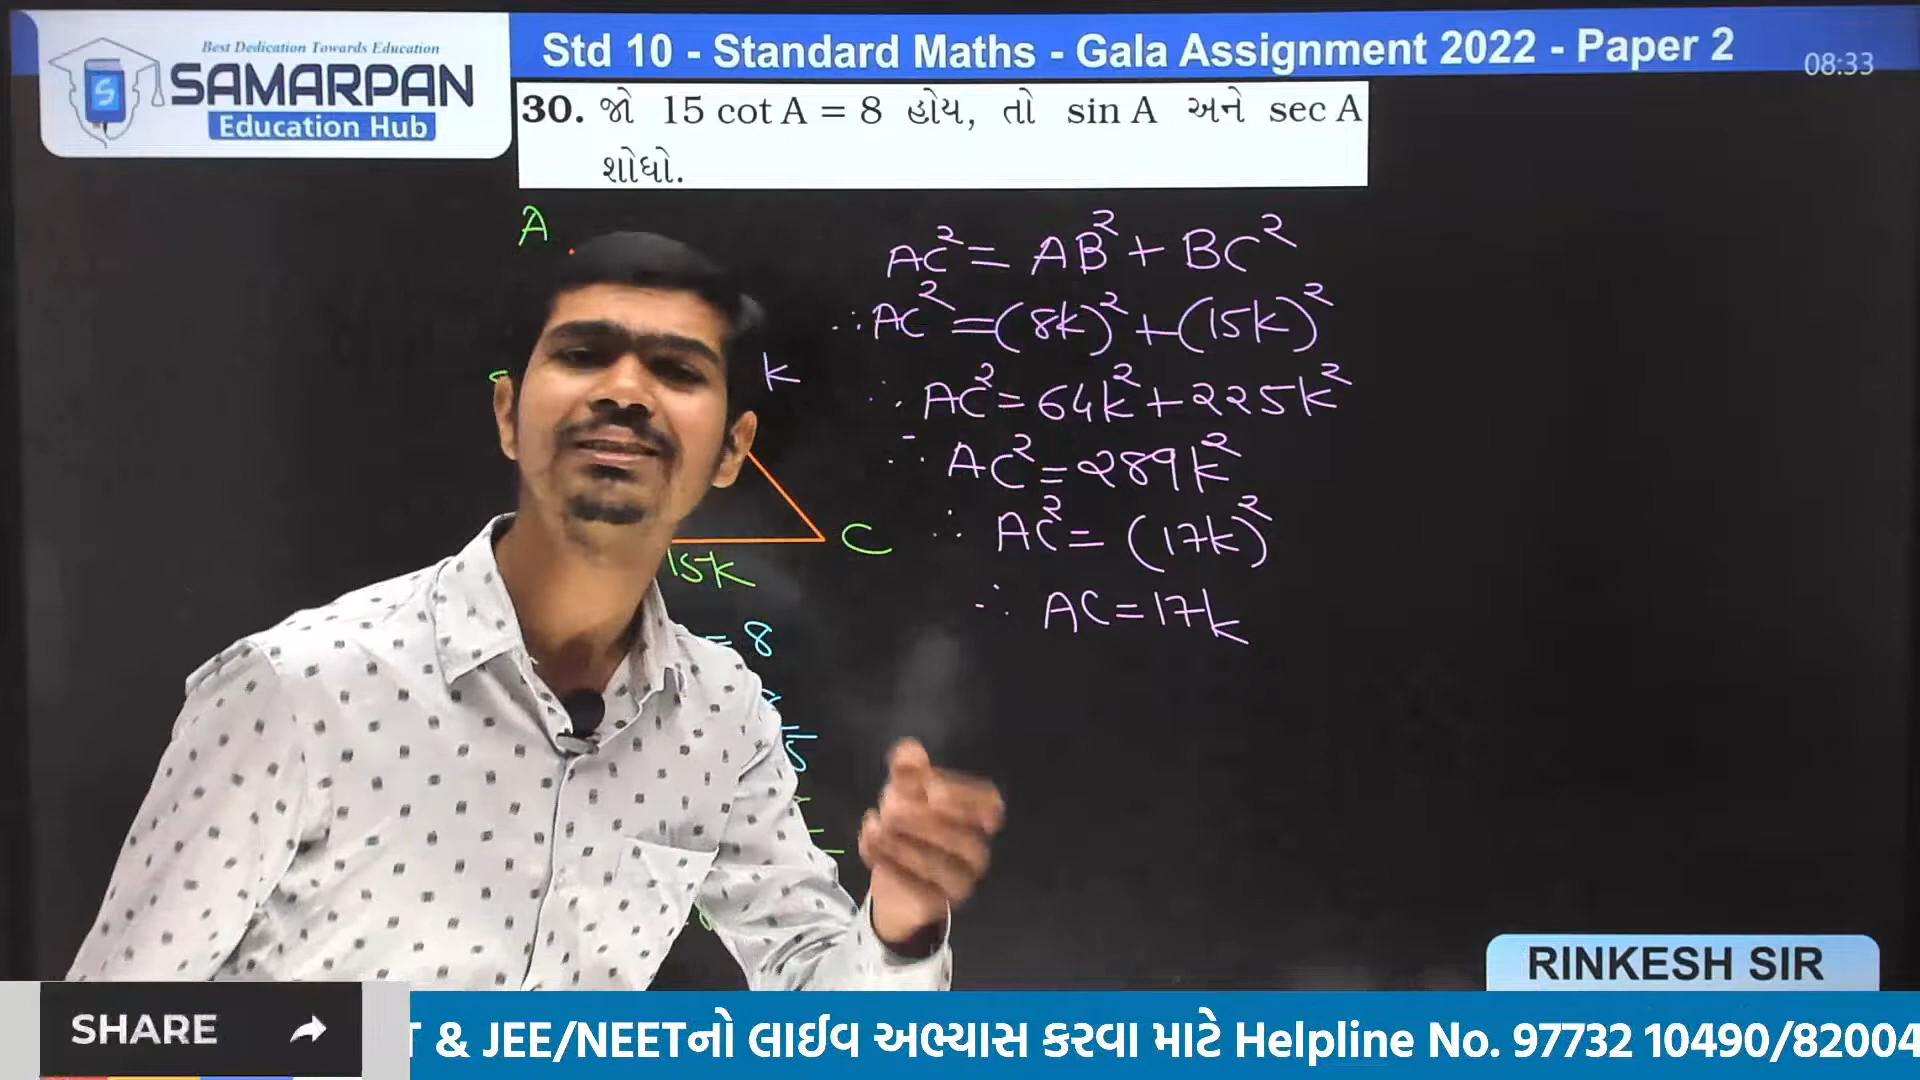 Best Dedication Towards Education
SAMARPAN
Education Hub
Std 10 - Standard Maths - Gala Assignment 2022 - Paper 2
08:33
30. જો 15 cot A = 8 હોય, તો sin A અને sec A
શોધો.
A
k
C
15k
= 8
AC² = AB² + BC²
∴ AC² = (8k)² + (15k)²
∴ AC² = 64k² + 225k²
∴ AC² = 289k²
∴ AC² = (17k)²
∴ AC = 17k
RINKESH SIR
SHARE
& JEE/NEETનો લાઈવ અભ્યાસ કરવા માટે Helpline No. 97732 10490/82004